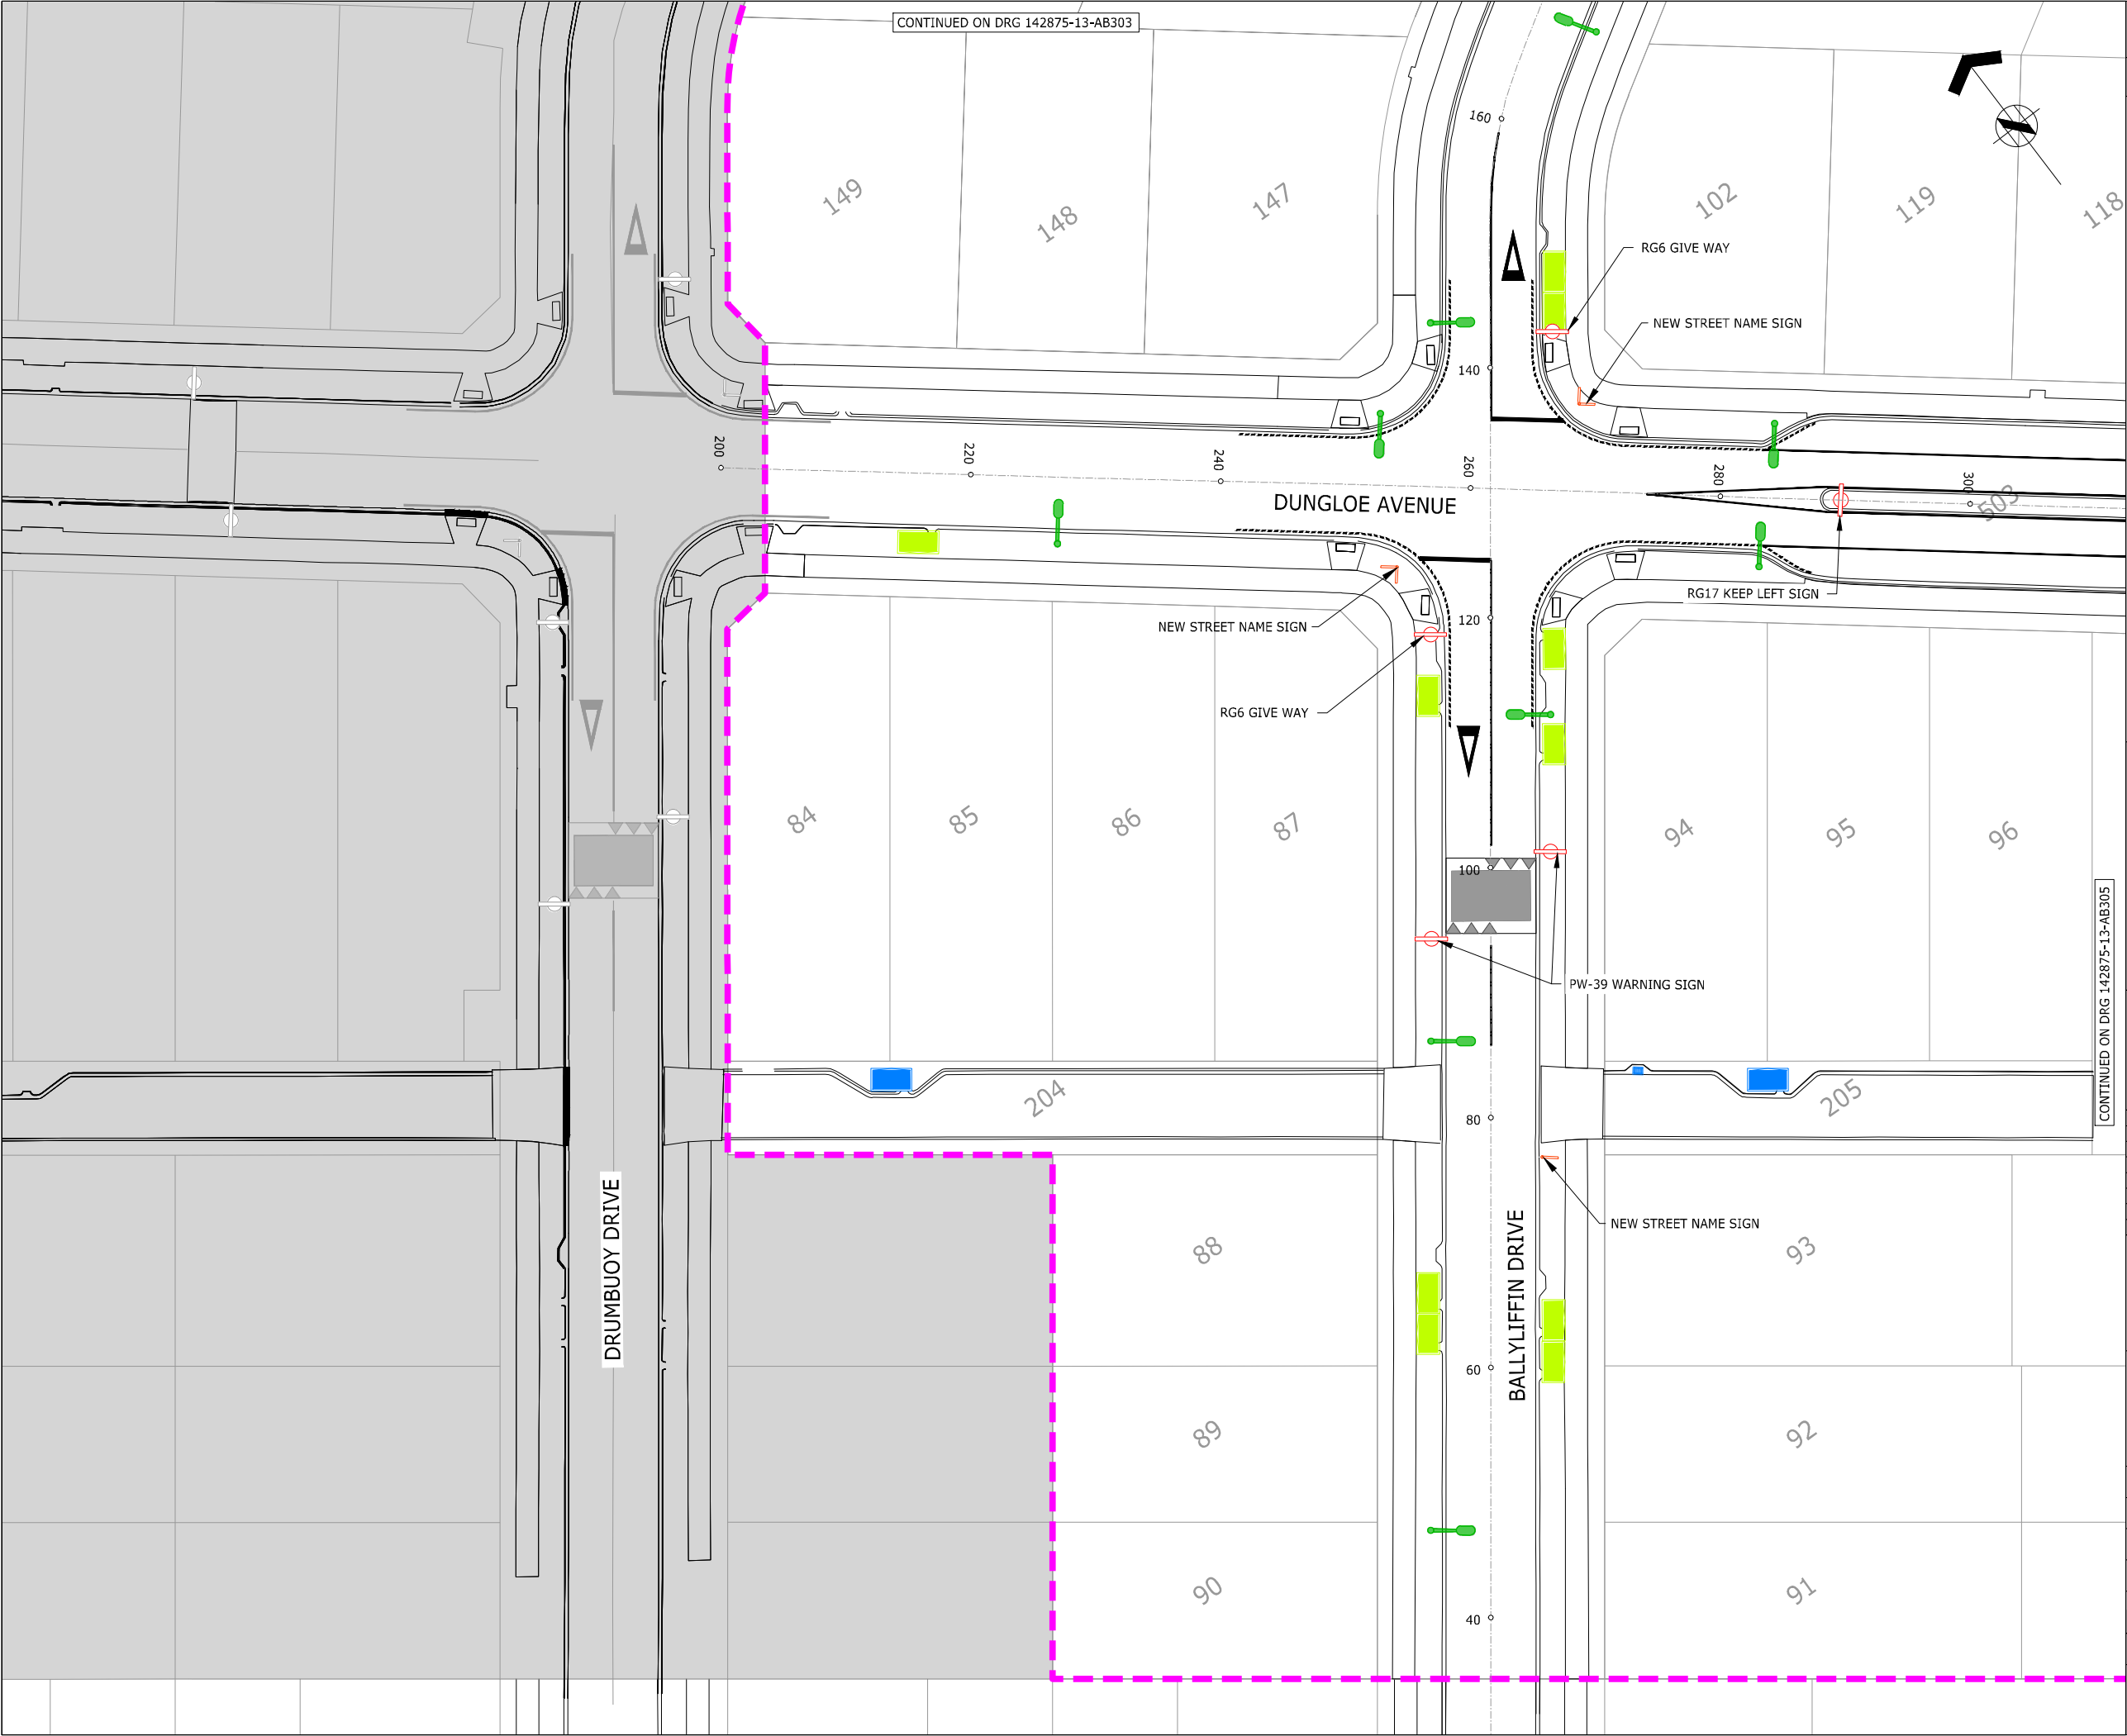 CONTINUED ON DRG 142875-13-AB303
160
149
148
147
102
119
118
RG6 GIVE WAY
NEW STREET NAME SIGN
140
200
220
240
260
280
300
503
DUNGLOE AVENUE
RG17 KEEP LEFT SIGN
120
NEW STREET NAME SIGN
RG6 GIVE WAY
84
85
86
87
94
95
96
100
PW-39 WARNING SIGN
CONTINUED ON DRG 142875-13-AB305
204
80
205
DRUMBUOY DRIVE
BALLYLIFFIN DRIVE
NEW STREET NAME SIGN
88
93
60
89
92
90
91
40